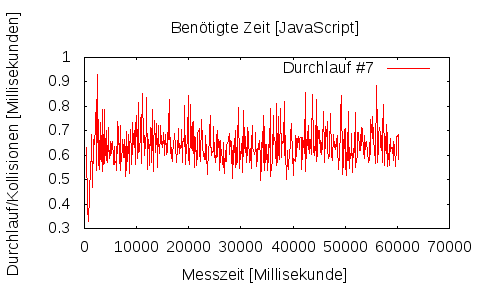 Benötigte Zeit [JavaScript]
Durchlauf/Kollisionen [Millisekunden]
Durchlauf #7
1
0.9
0.8
0.7
0.6
0.5
0.4
0.3
0 10000 20000 30000 40000 50000 60000 70000
Messzeit [Millisekunde]